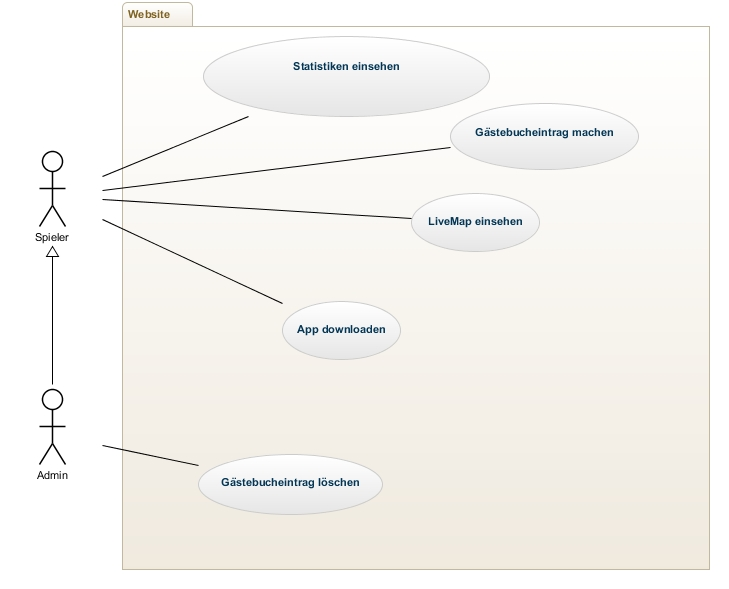 Website
Statistiken einsehen
Gästebucheintrag machen
LiveMap einsehen
Spieler
App downloaden
Admin
Gästebucheintrag löschen